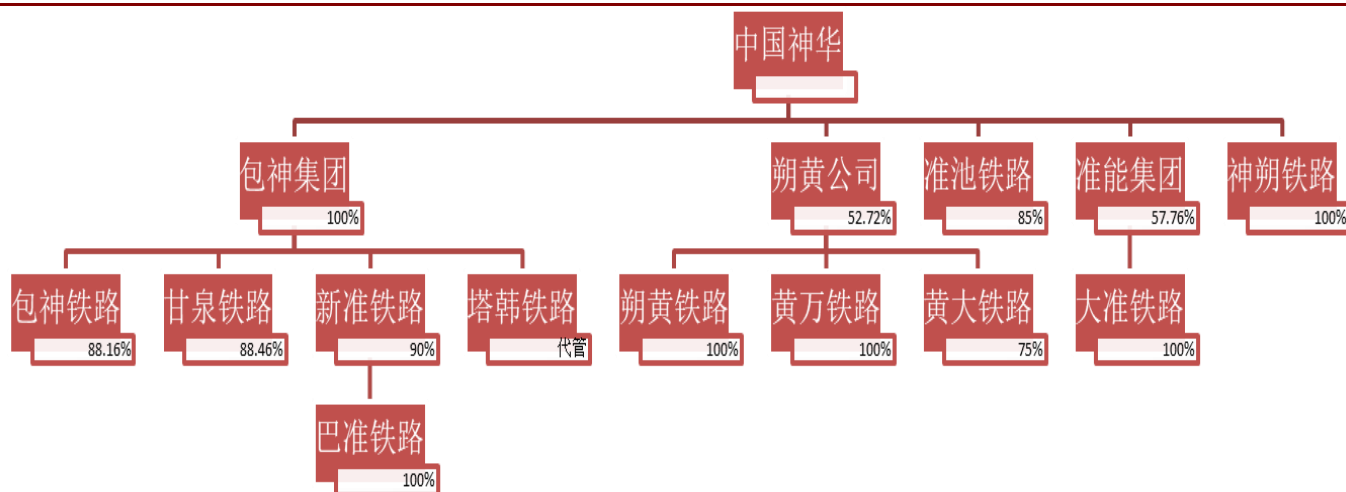 中国神华
包神集团
100%
朔黄公司
52.72%
准池铁路
85%
准能集团
57.76%
神朔铁路
100%
包神铁路
88.16%
甘泉铁路
88.46%
新准铁路
90%
塔韩铁路
代管
朔黄铁路
100%
黄万铁路
100%
黄大铁路
75%
大准铁路
100%
巴准铁路
100%